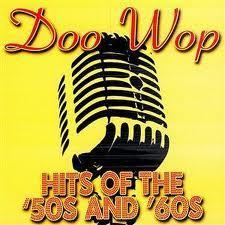 Doo Wop
HITS OF THE
'50S AND '60S